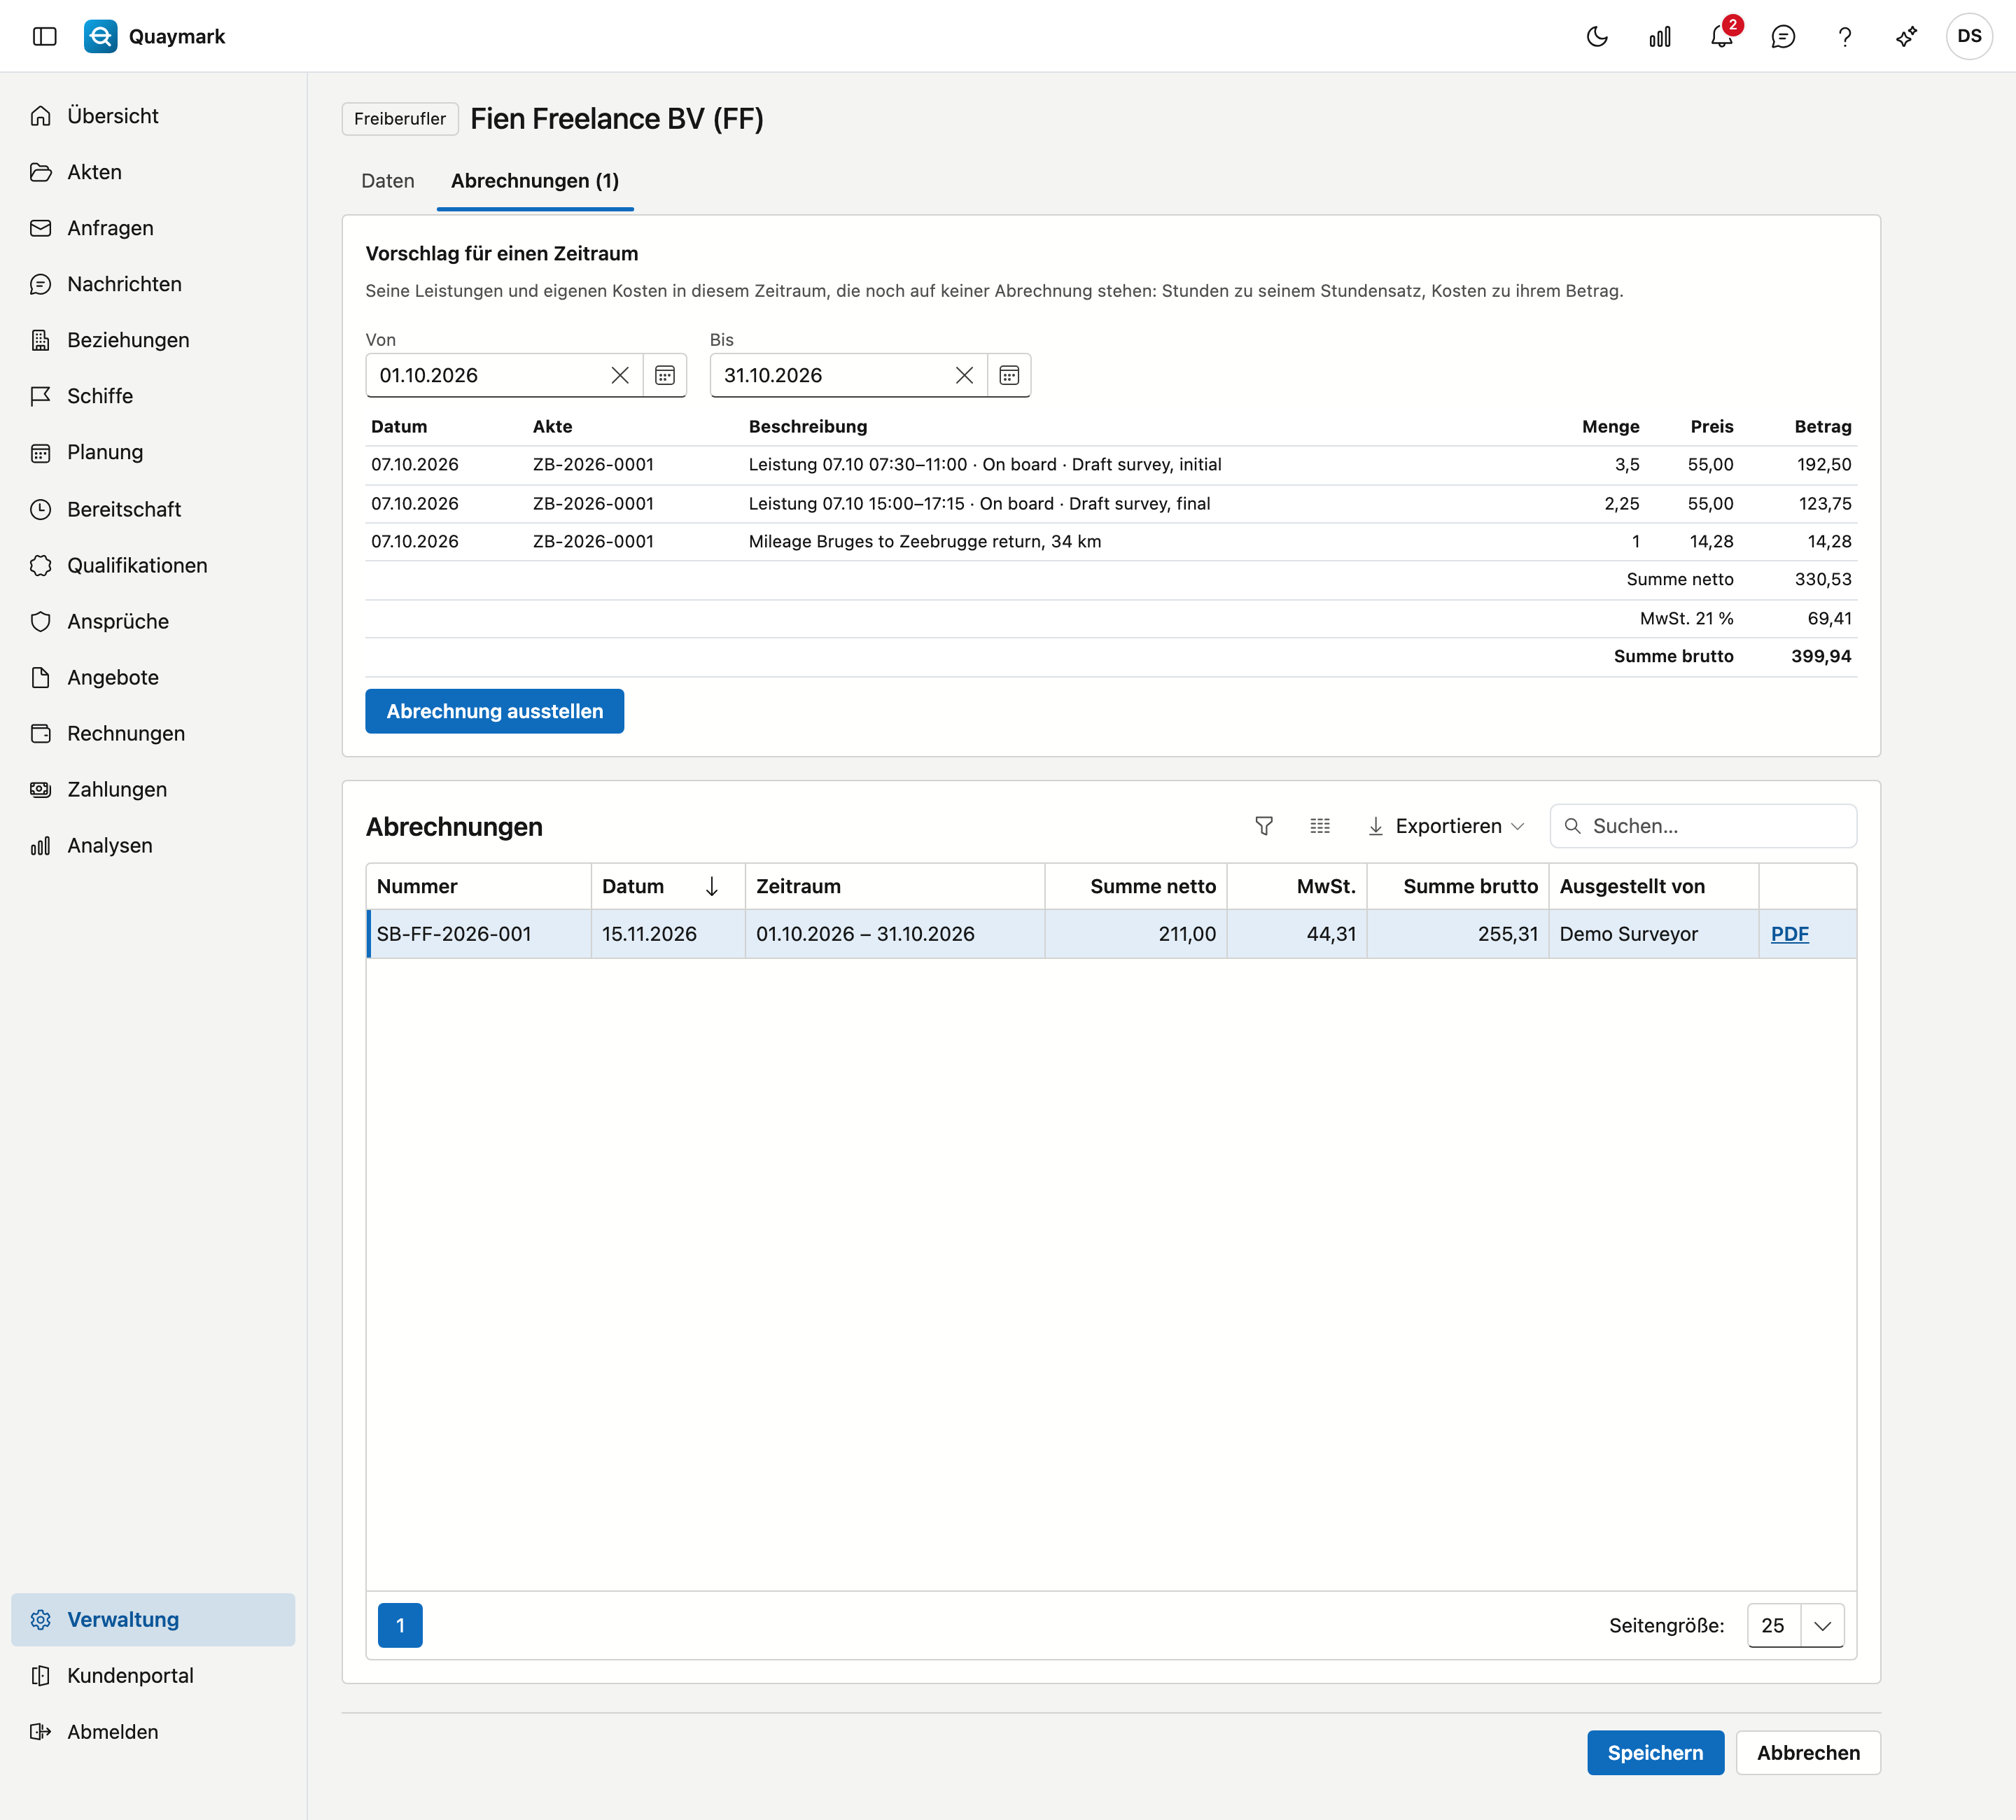 Quaymark
2
DS
Übersicht
Akten
Anfragen
Nachrichten
Beziehungen
Schiffe
Planung
Bereitschaft
Qualifikationen
Ansprüche
Angebote
Rechnungen
Zahlungen
Analysen
Verwaltung
Kundenportal
Abmelden
Freiberufler Fien Freelance BV (FF)
Daten Abrechnungen (1)
Vorschlag für einen Zeitraum
Seine Leistungen und eigenen Kosten in diesem Zeitraum, die noch auf keiner Abrechnung stehen: Stunden zu seinem Stundensatz, Kosten zu ihrem Betrag.
Von Bis
01.10.2026 31.10.2026
Datum Akte Beschreibung Menge Preis Betrag
07.10.2026 ZB-2026-0001 Leistung 07.10 07:30–11:00 · On board · Draft survey, initial 3,5 55,00 192,50
07.10.2026 ZB-2026-0001 Leistung 07.10 15:00–17:15 · On board · Draft survey, final 2,25 55,00 123,75
07.10.2026 ZB-2026-0001 Mileage Bruges to Zeebrugge return, 34 km 1 14,28 14,28
Summe netto 330,53
MwSt. 21 % 69,41
Summe brutto 399,94
Abrechnung ausstellen
Abrechnungen Exportieren Suchen...
Nummer Datum Zeitraum Summe netto MwSt. Summe brutto Ausgestellt von
SB-FF-2026-001 15.11.2026 01.10.2026 – 31.10.2026 211,00 44,31 255,31 Demo Surveyor PDF
1 Seitengröße: 25
Speichern Abbrechen